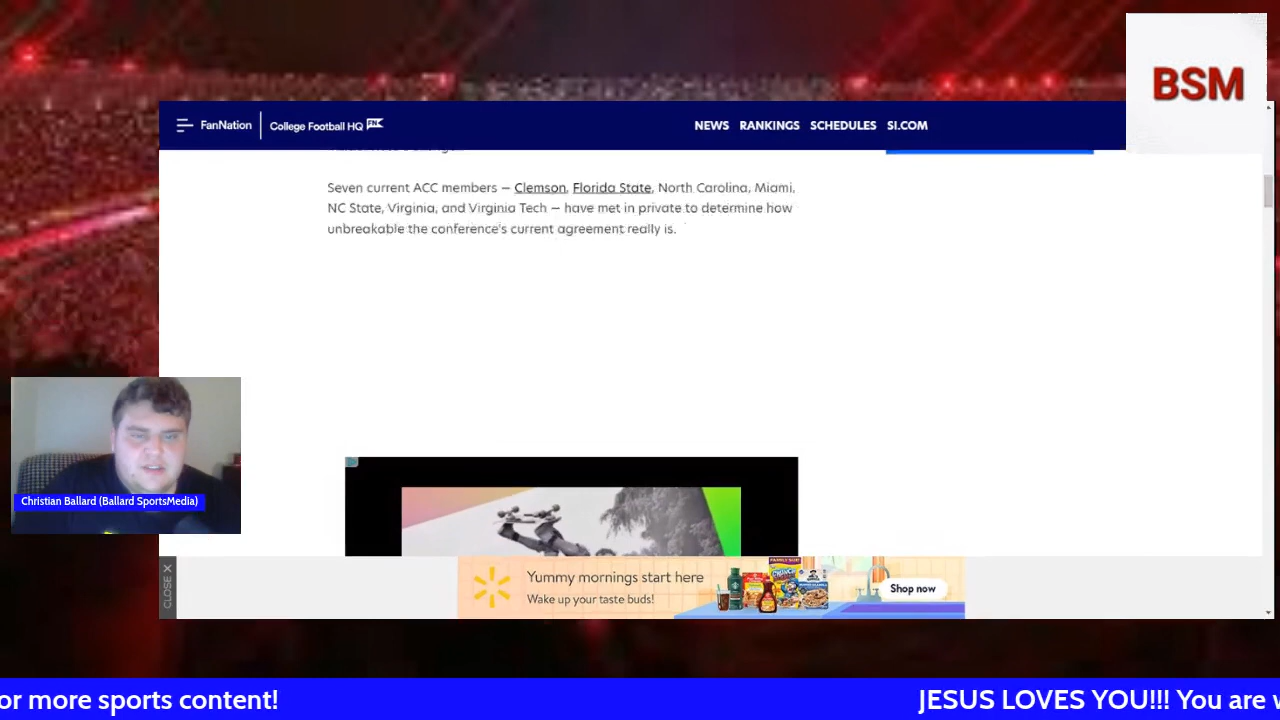 BSM
FanNation
College Football HQ FN
NEWS RANKINGS SCHEDULES SI.COM
Seven current ACC members — Clemson, Florida State, North Carolina, Miami,
NC State, Virginia, and Virginia Tech — have met in private to determine how
unbreakable the conference's current agreement really is.
Christian Ballard (Ballard SportsMedia)
CLOSE X
Yummy mornings start here
Wake up your taste buds!
Shop now
or more sports content!
JESUS LOVES YOU!!! You are